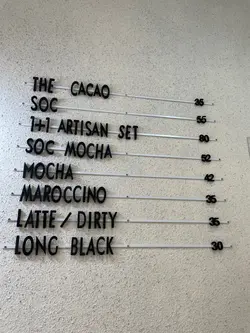 THE CACAO 35
SOC 55
1+1 ARTISAN SET 80
SOC MOCHA 52
MOCHA 42
MAROCCINO 35
LATTE / DIRTY 35
LONG BLACK 30